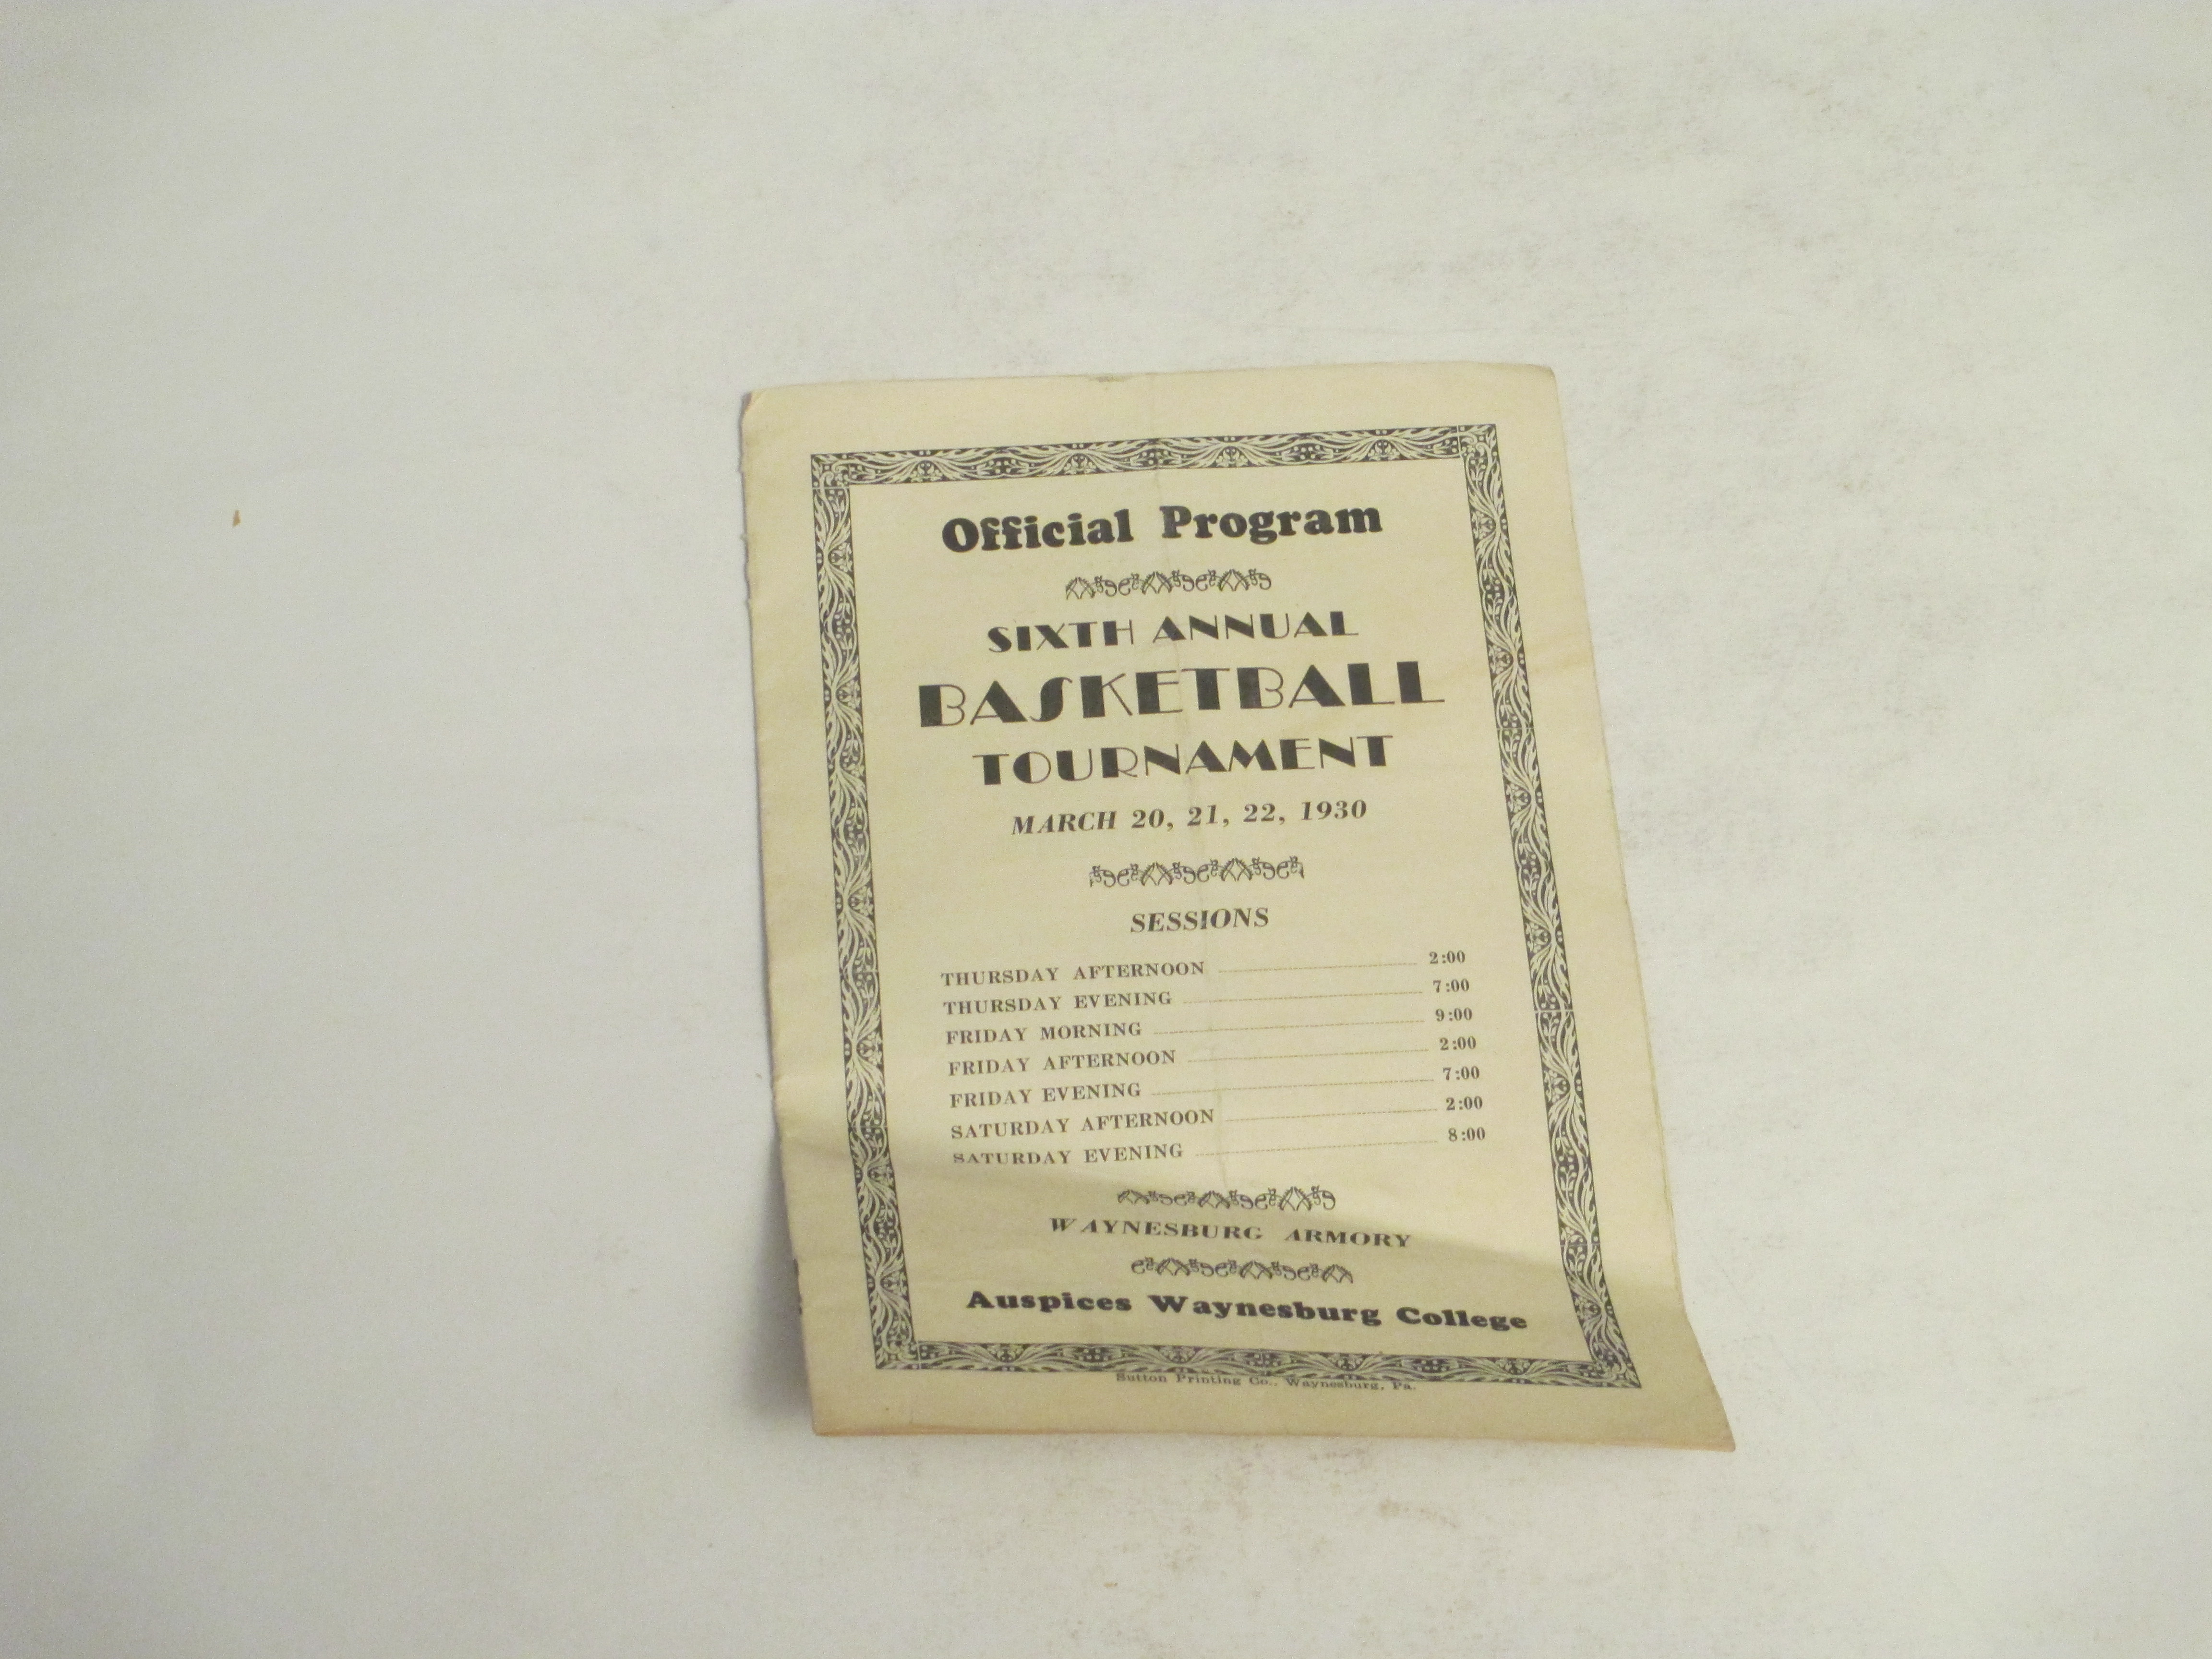 Official Program
SIXTH ANNUAL
BASKETBALL
TOURNAMENT
MARCH 20, 21, 22, 1930
SESSIONS
THURSDAY AFTERNOON 2:00
THURSDAY EVENING 7:00
FRIDAY MORNING 9:00
FRIDAY AFTERNOON 2:00
FRIDAY EVENING 7:00
SATURDAY AFTERNOON 2:00
SATURDAY EVENING 8:00
WAYNESBURG ARMORY
Auspices Waynesburg College
Sutton Printing Co., Waynesburg, Pa.